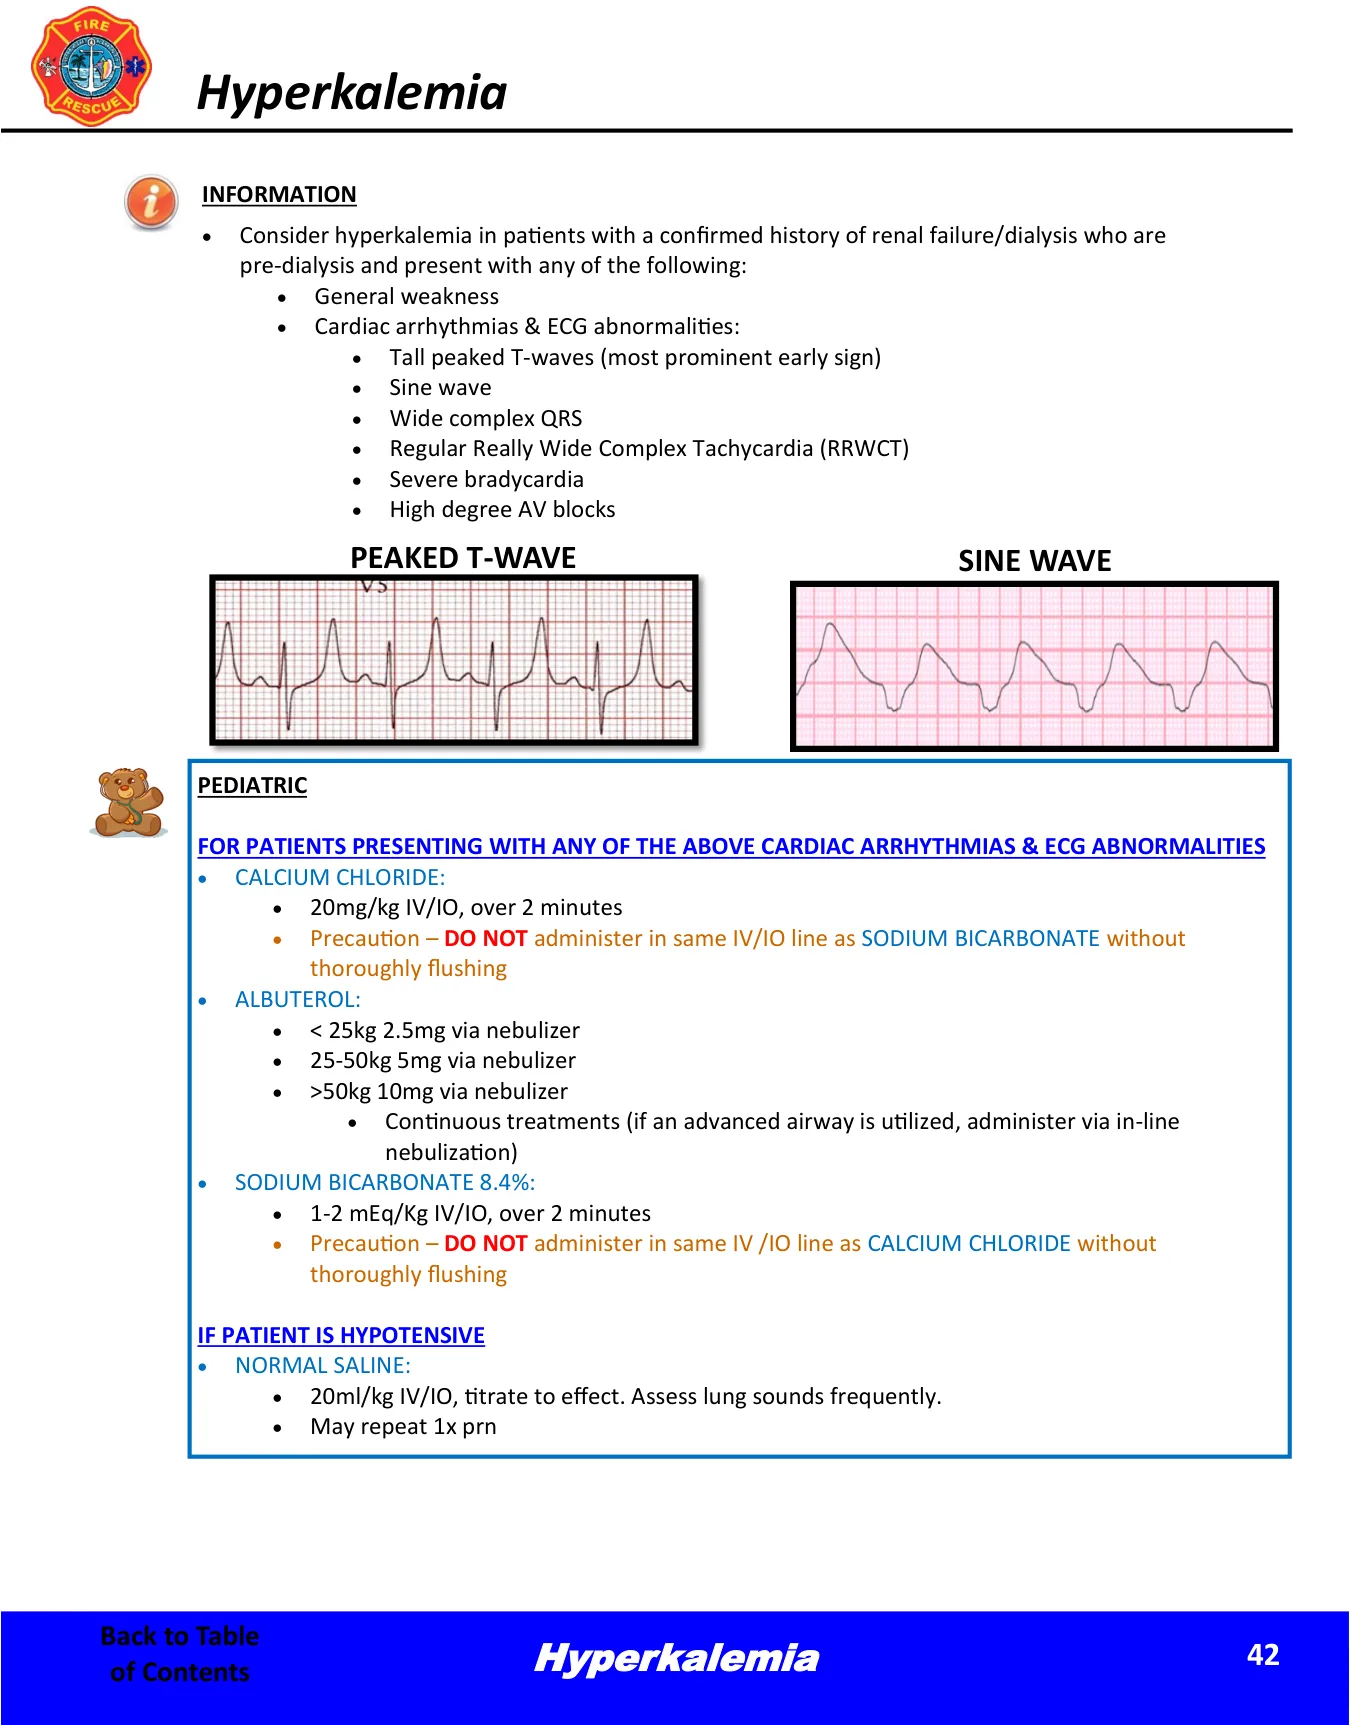 FIRE
RESCUE
Hyperkalemia
INFORMATION
• Consider hyperkalemia in patients with a confirmed history of renal failure/dialysis who are
pre-dialysis and present with any of the following:
• General weakness
• Cardiac arrhythmias & ECG abnormalities:
• Tall peaked T-waves (most prominent early sign)
• Sine wave
• Wide complex QRS
• Regular Really Wide Complex Tachycardia (RRWCT)
• Severe bradycardia
• High degree AV blocks
PEAKED T-WAVE
SINE WAVE
V5
PEDIATRIC
FOR PATIENTS PRESENTING WITH ANY OF THE ABOVE CARDIAC ARRHYTHMIAS & ECG ABNORMALITIES
• CALCIUM CHLORIDE:
• 20mg/kg IV/IO, over 2 minutes
• Precaution – DO NOT administer in same IV/IO line as SODIUM BICARBONATE without
thoroughly flushing
• ALBUTEROL:
• < 25kg 2.5mg via nebulizer
• 25-50kg 5mg via nebulizer
• >50kg 10mg via nebulizer
• Continuous treatments (if an advanced airway is utilized, administer via in-line
nebulization)
• SODIUM BICARBONATE 8.4%:
• 1-2 mEq/Kg IV/IO, over 2 minutes
• Precaution – DO NOT administer in same IV /IO line as CALCIUM CHLORIDE without
thoroughly flushing
IF PATIENT IS HYPOTENSIVE
• NORMAL SALINE:
• 20ml/kg IV/IO, titrate to effect. Assess lung sounds frequently.
• May repeat 1x prn
Back to Table
of Contents
Hyperkalemia
42